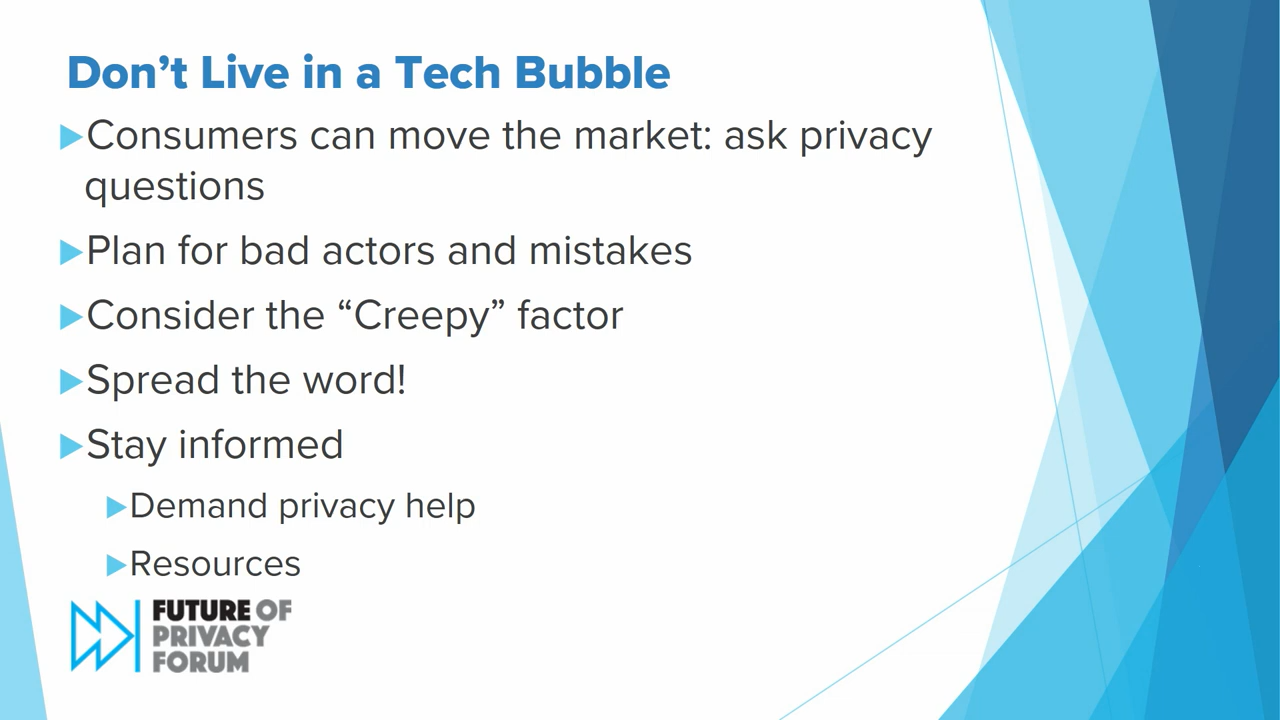 Don’t Live in a Tech Bubble
Consumers can move the market: ask privacy
questions
Plan for bad actors and mistakes
Consider the “Creepy” factor
Spread the word!
Stay informed
Demand privacy help
Resources
FUTURE OF
PRIVACY
FORUM